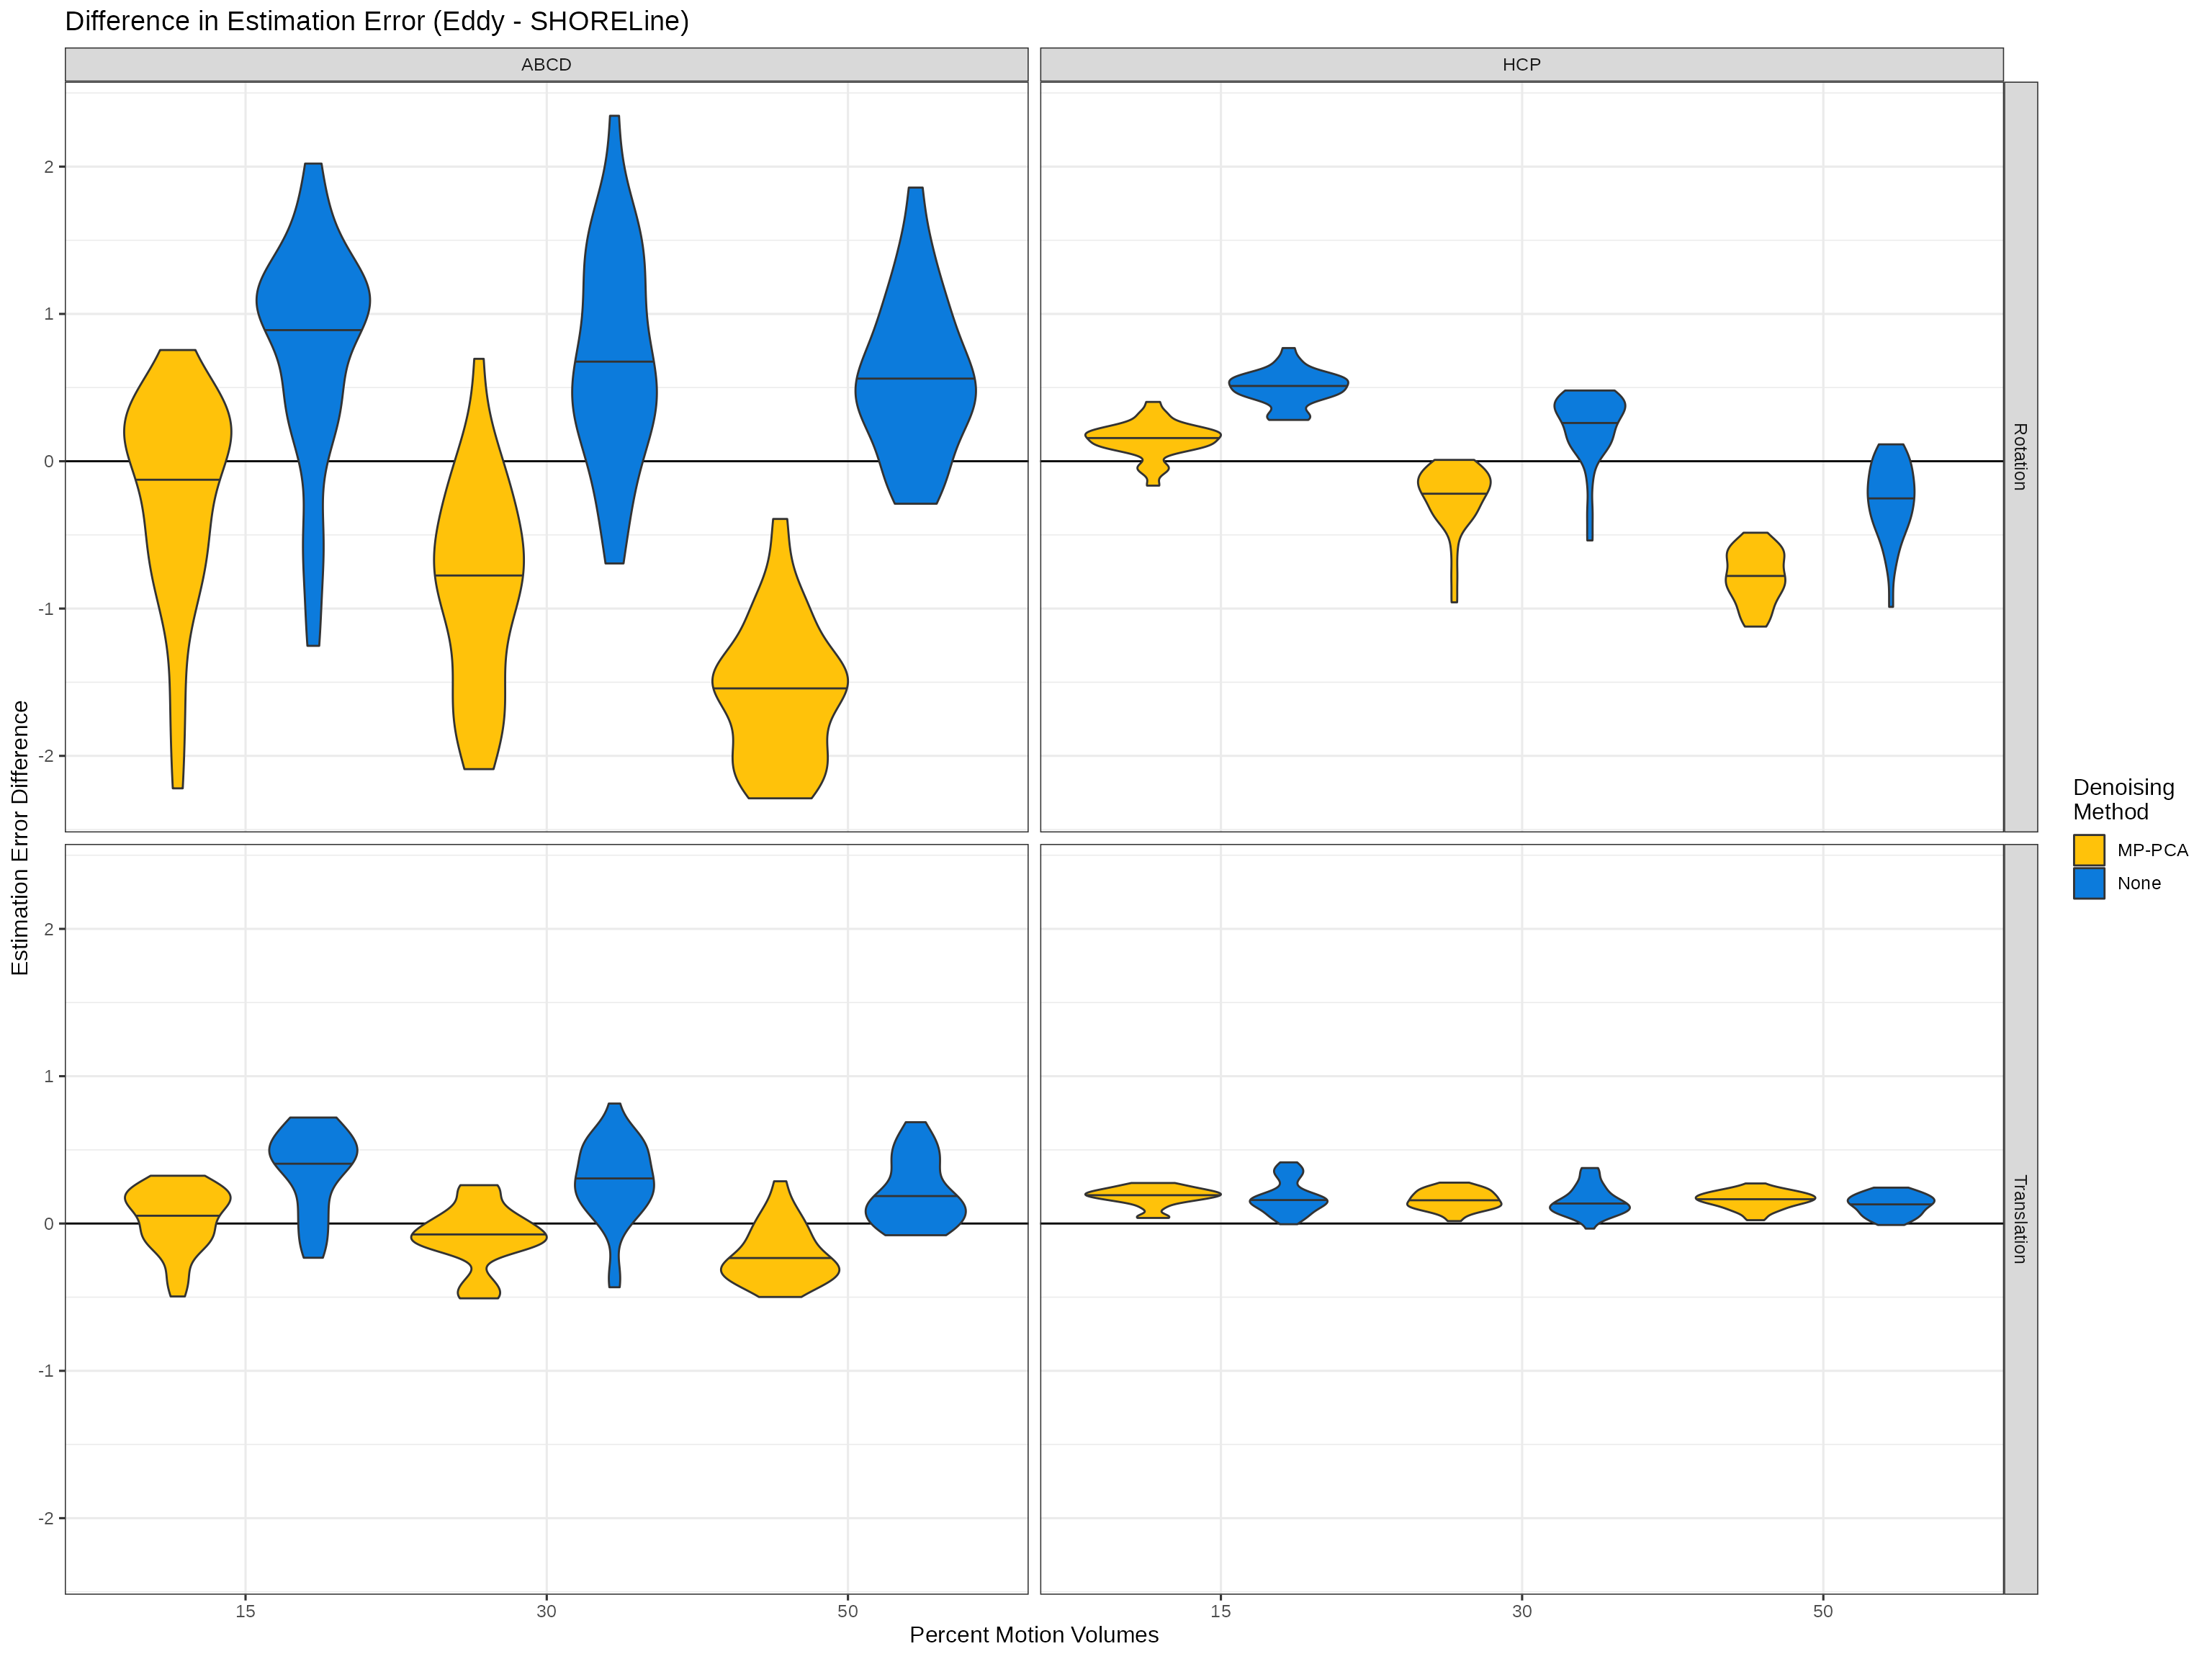 Difference in Estimation Error (Eddy - SHORELine)
ABCD
HCP
2
1
0
-1
-2
Rotation
2
1
0
-1
-2
Translation
Estimation Error Difference
15
30
50
15
30
50
Percent Motion Volumes
Denoising
Method
MP-PCA
None